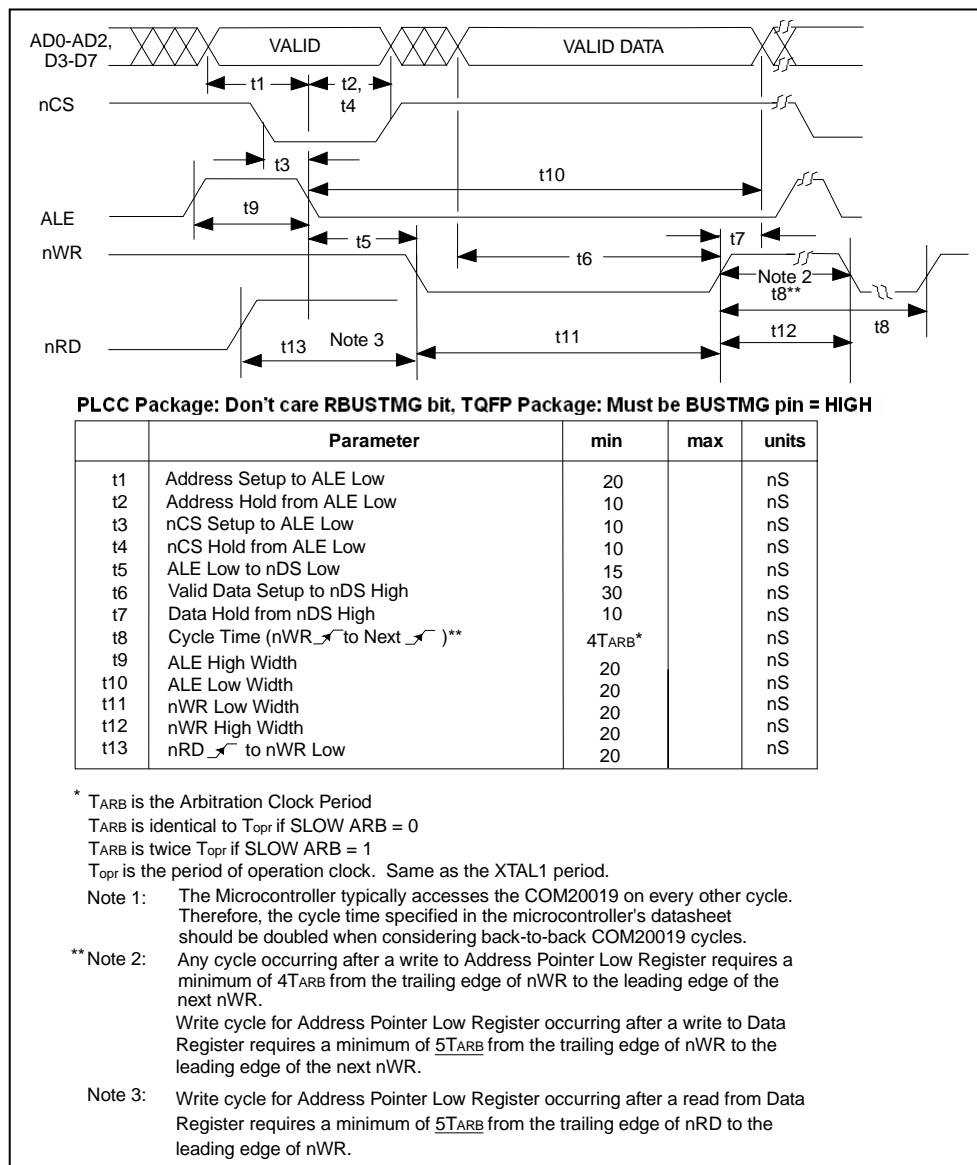 AD0-AD2,
D3-D7
VALID
VALID DATA
t1
t2,
t4
nCS
t3
t10
ALE
t9
nWR
t5
t6
t7
Note 2
t8**
t8
nRD
t13
Note 3
t11
t12
PLCC Package: Don't care RBUSTMG bit, TQFP Package: Must be BUSTMG pin = HIGH
Parameter min max units
t1 Address Setup to ALE Low 20 nS
t2 Address Hold from ALE Low 10 nS
t3 nCS Setup to ALE Low 10 nS
t4 nCS Hold from ALE Low 10 nS
t5 ALE Low to nDS Low 15 nS
t6 Valid Data Setup to nDS High 30 nS
t7 Data Hold from nDS High 10 nS
t8 Cycle Time (nWR to Next )** 4TARB* nS
t9 ALE High Width 20 nS
t10 ALE Low Width 20 nS
t11 nWR Low Width 20 nS
t12 nWR High Width 20 nS
t13 nRD to nWR Low 20 nS
* TARB is the Arbitration Clock Period
TARB is identical to Topr if SLOW ARB = 0
TARB is twice Topr if SLOW ARB = 1
Topr is the period of operation clock. Same as the XTAL1 period.
Note 1: The Microcontroller typically accesses the COM20019 on every other cycle.
Therefore, the cycle time specified in the microcontroller's datasheet
should be doubled when considering back-to-back COM20019 cycles.
**Note 2: Any cycle occurring after a write to Address Pointer Low Register requires a
minimum of 4TARB from the trailing edge of nWR to the leading edge of the
next nWR.
Write cycle for Address Pointer Low Register occurring after a write to Data
Register requires a minimum of 5TARB from the trailing edge of nWR to the
leading edge of the next nWR.
Note 3: Write cycle for Address Pointer Low Register occurring after a read from Data
Register requires a minimum of 5TARB from the trailing edge of nRD to the
leading edge of nWR.